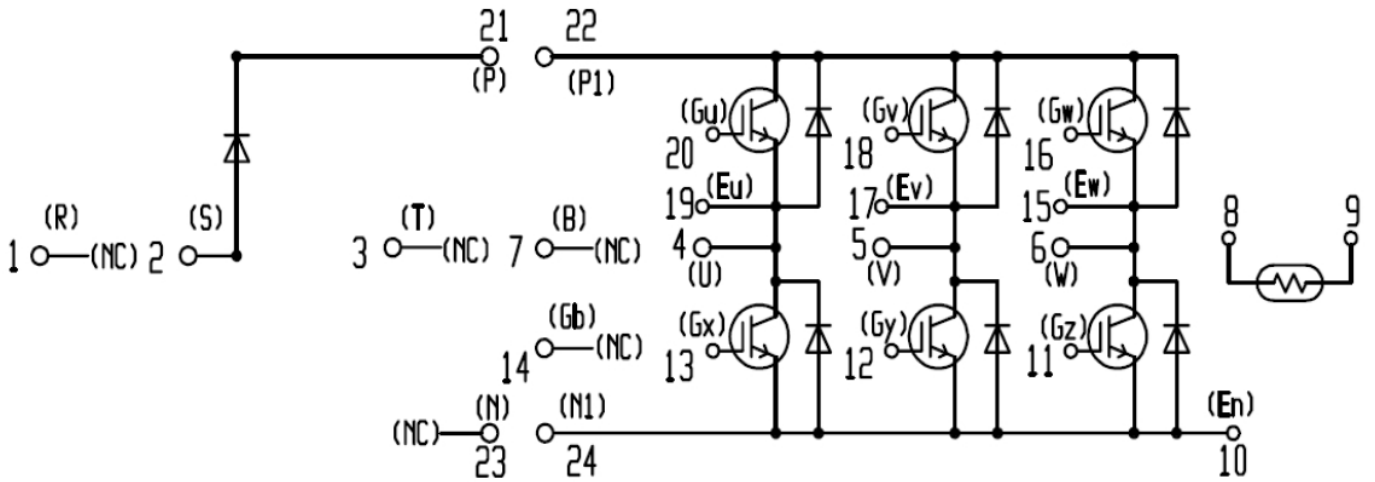 21 22
(P) (P1)
(Gu) (Gv) (Gw)
20 18 16
19 (Eu) 17 (Ev) 15 (Ew)
(R) (S) (T) (B) 8 9
1 (NC) 2 3 (NC) 7 (NC) 4 5 6
(U) (V) (W)
(Gb) (Gx) (Gy) (Gz)
14 (NC) 13 12 11
(N) (N1) (En)
(NC) 23 24 10